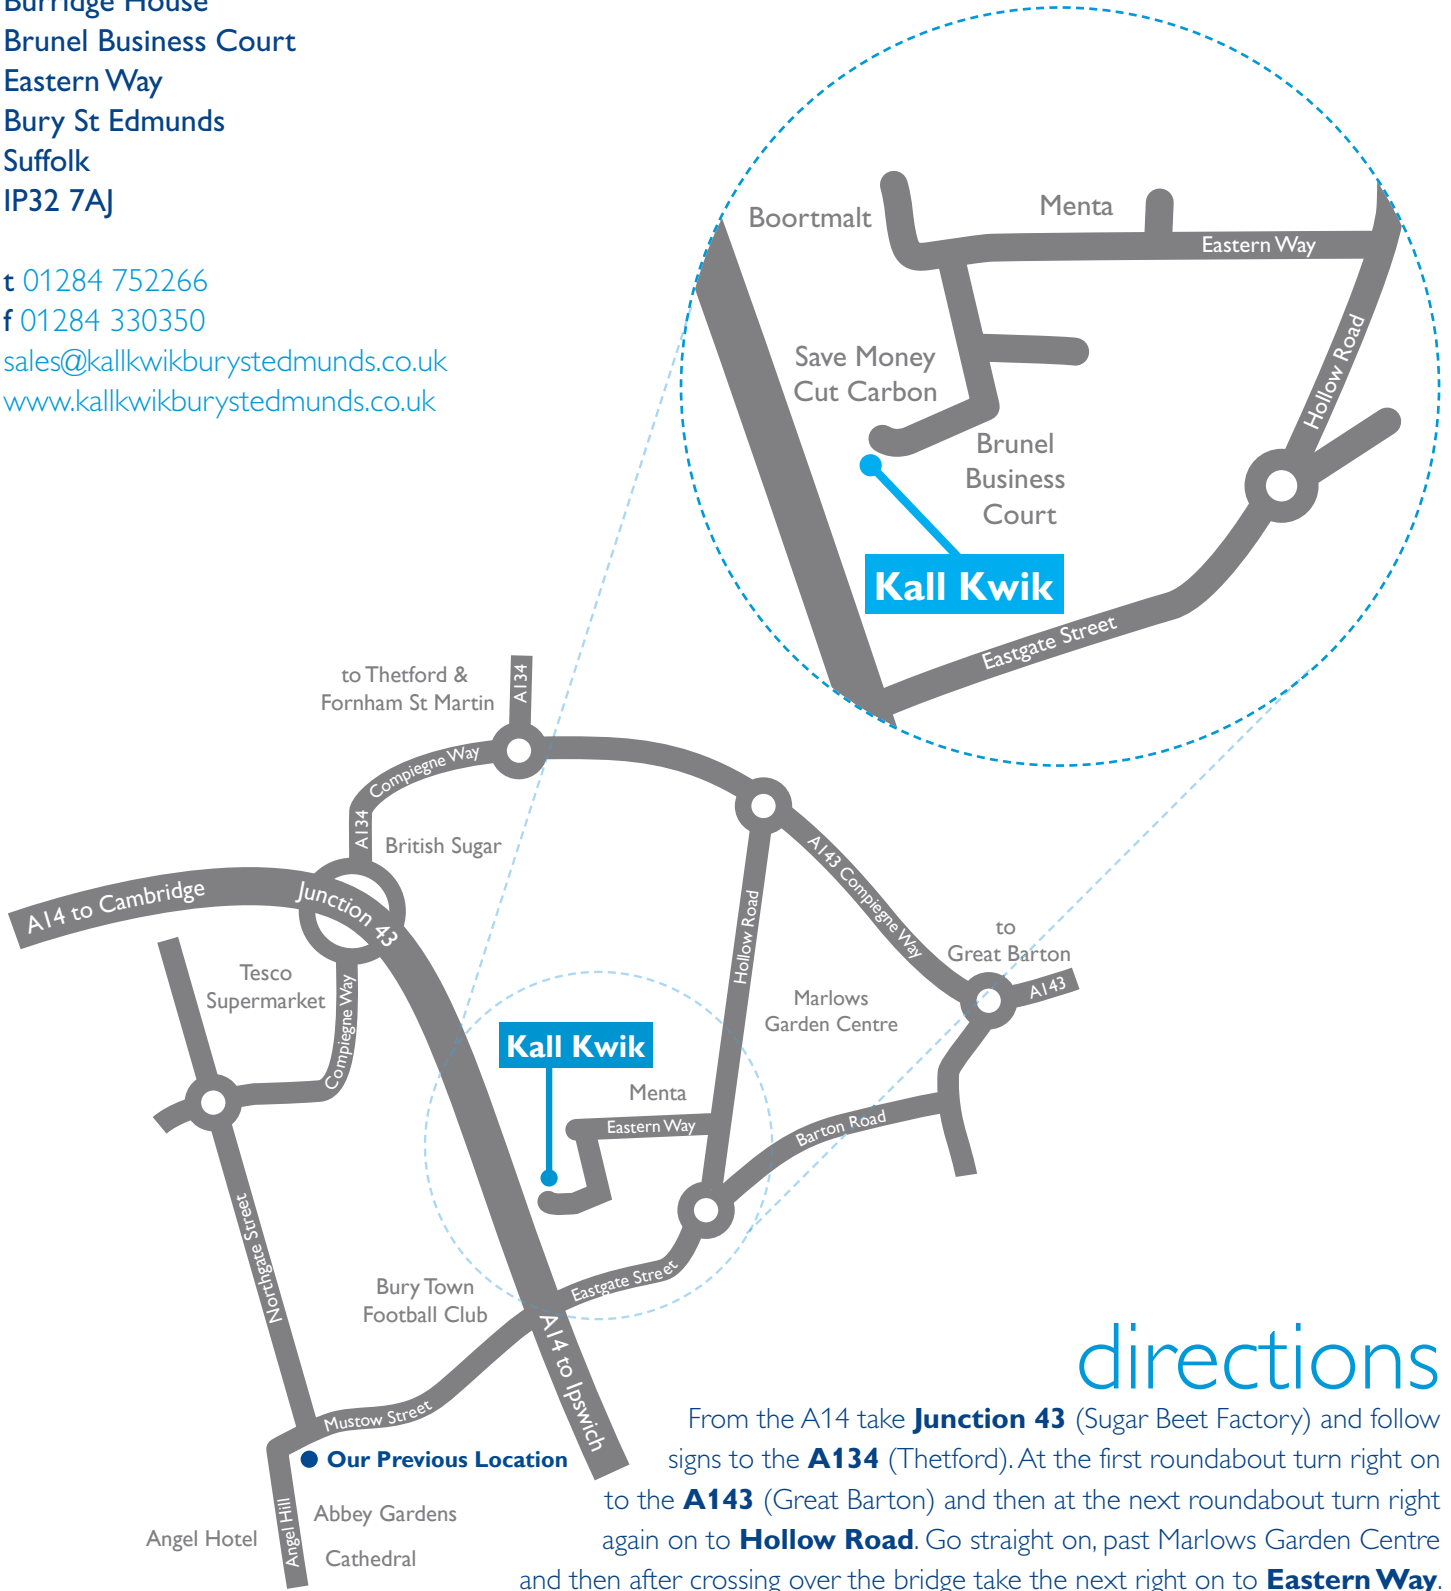 Burridge House
Brunel Business Court
Eastern Way
Bury St Edmunds
Suffolk
IP32 7AJ
t 01284 752266
f 01284 330350
sales@kallkwikburystedmunds.co.uk
www.kallkwikburystedmunds.co.uk
Boortmalt
Menta
Eastern Way
Hollow Road
Save Money
Cut Carbon
Brunel
Business
Court
Kall Kwik
Eastgate Street
to Thetford &
Fornham St Martin
A134
Compiegne Way
A134
British Sugar
A14 to Cambridge
Junction 43
A143 Compiegne Way
Hollow Road
to
Great Barton
A143
Tesco
Supermarket
Compiegne Way
Marlows
Garden Centre
Kall Kwik
Menta
Eastern Way
Barton Road
Northgate Street
Eastgate Street
Bury Town
Football Club
A14 to Ipswich
Mustow Street
Our Previous Location
Angel Hill
Abbey Gardens
Angel Hotel
Cathedral
directions
From the A14 take Junction 43 (Sugar Beet Factory) and follow
signs to the A134 (Thetford). At the first roundabout turn right on
to the A143 (Great Barton) and then at the next roundabout turn right
again on to Hollow Road. Go straight on, past Marlows Garden Centre
and then after crossing over the bridge take the next right on to Eastern Way.